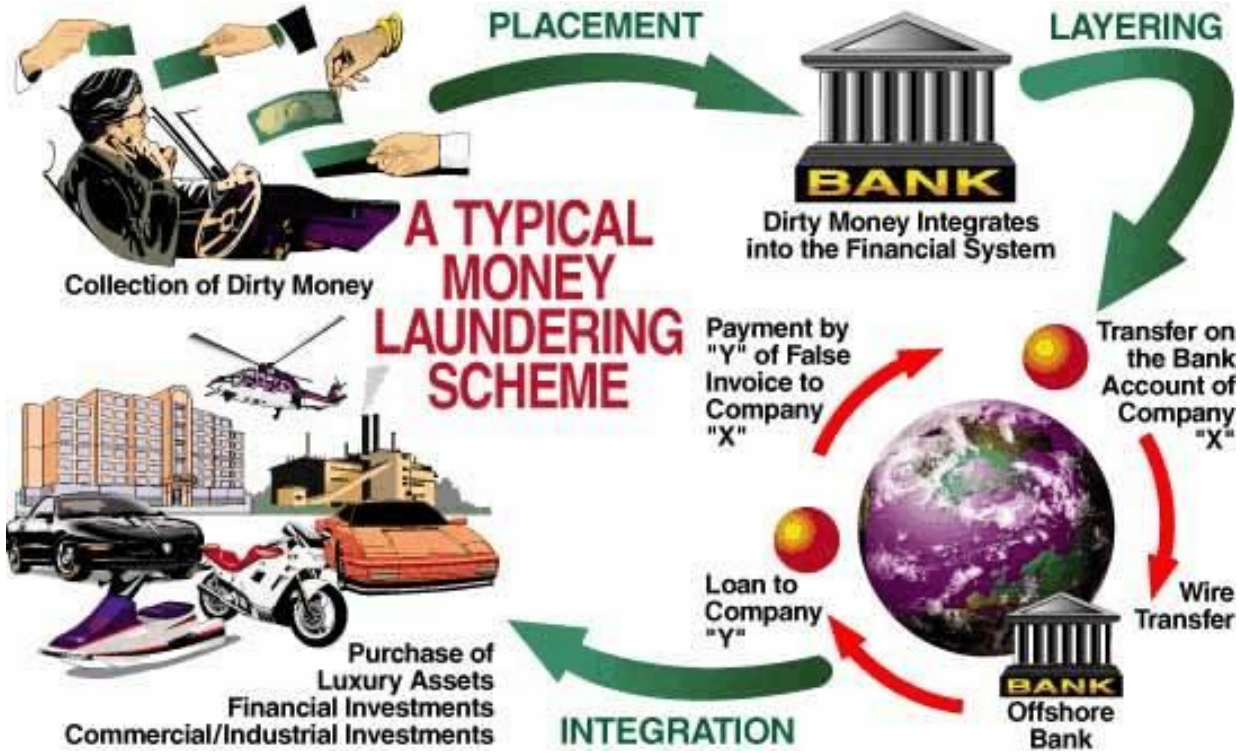 PLACEMENT
LAYERING
BANK
Dirty Money Integrates
into the Financial System
Collection of Dirty Money
A TYPICAL
MONEY
LAUNDERING
SCHEME
Payment by
"Y" of False
Invoice to
Company
"X"
Transfer on
the Bank
Account of
Company
"X"
Loan to
Company
"Y"
Wire
Transfer
BANK
Offshore
Bank
Purchase of
Luxury Assets
Financial Investments
Commercial/Industrial Investments
INTEGRATION